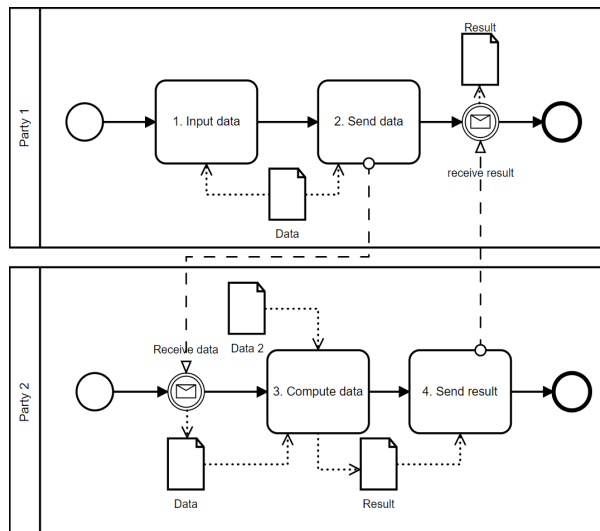 Party 1
Result
1. Input data
2. Send data
receive result
Data
Party 2
Receive data
Data 2
3. Compute data
4. Send result
Data
Result